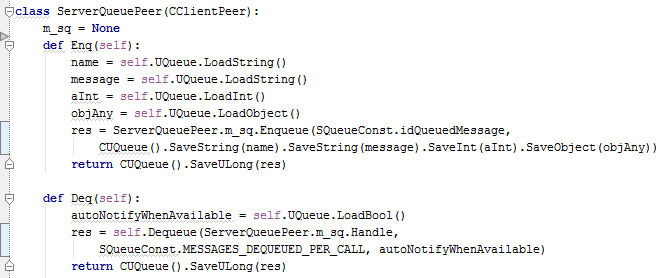 class ServerQueuePeer(CClientPeer):
    m_sq = None
    def Enq(self):
        name = self.UQueue.LoadString()
        message = self.UQueue.LoadString()
        aInt = self.UQueue.LoadInt()
        objAny = self.UQueue.LoadObject()
        res = ServerQueuePeer.m_sq.Enqueue(SQueueConst.idQueuedMessage,
            CUQueue().SaveString(name).SaveString(message).SaveInt(aInt).SaveObject(objAny))
        return CUQueue().SaveULong(res)

    def Deq(self):
        autoNotifyWhenAvailable = self.UQueue.LoadBool()
        res = self.Dequeue(ServerQueuePeer.m_sq.Handle,
            SQueueConst.MESSAGES_DEQUEUED_PER_CALL, autoNotifyWhenAvailable)
        return CUQueue().SaveULong(res)